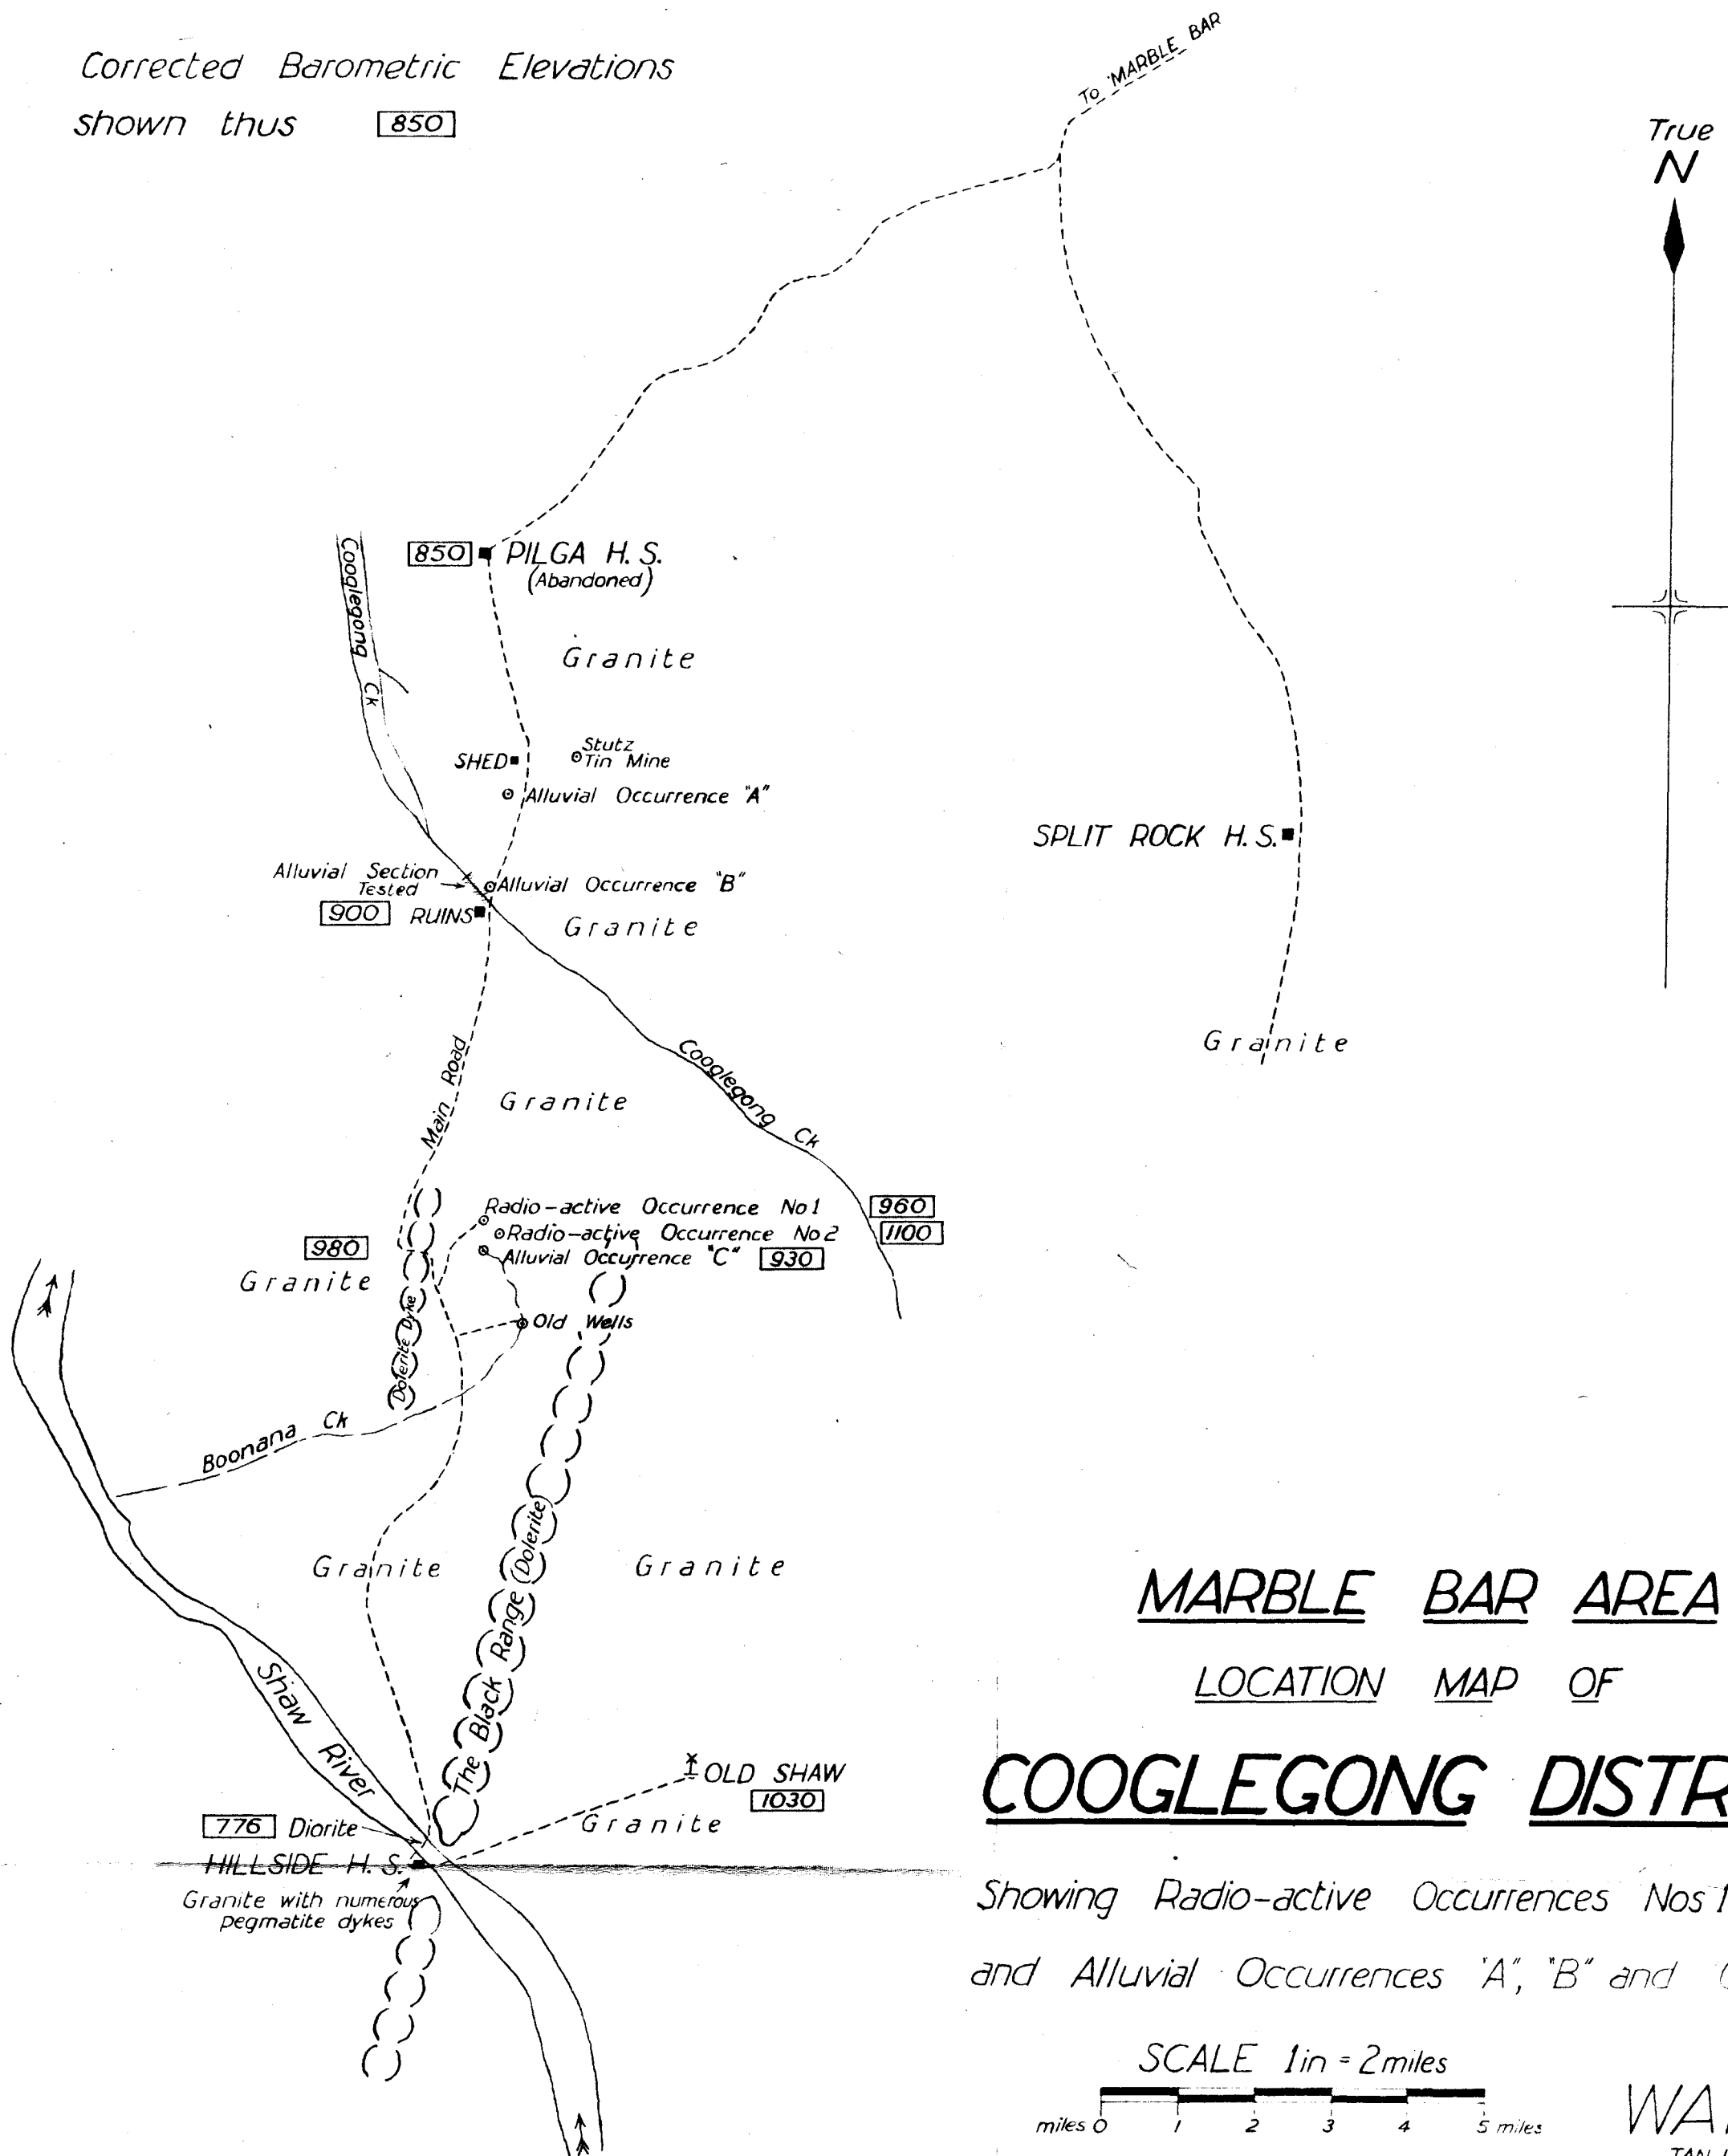 Corrected Barometric Elevations
shown thus 850
To MARBLE BAR
True
N
850 PILGA H. S.
(Abandoned)
Cooglegong Ck
Granite
Stutz
Tin Mine
SHED
Alluvial Occurrence "A"
SPLIT ROCK H. S.
Alluvial Section
Tested
Alluvial Occurrence "B"
900 RUINS
Granite
Granite
Main Road
Cooglegong Ck
Granite
Radio-active Occurrence No 1 960
Radio-active Occurrence No 2 1100
Alluvial Occurrence "C" 930
980
Granite
Dolerite Dyke
Old Wells
Boonana Ck
Granite
Granite
The Black Range (Dolerite)
Shaw River
OLD SHAW
1030
Granite
776 Diorite
HILLSIDE H. S.
Granite with numerous
pegmatite dykes
MARBLE BAR AREA
LOCATION MAP OF
COOGLEGONG DISTR
Showing Radio-active Occurrences Nos 1
and Alluvial Occurrences "A", "B" and
SCALE 1 in = 2 miles
miles 0 1 2 3 4 5 miles